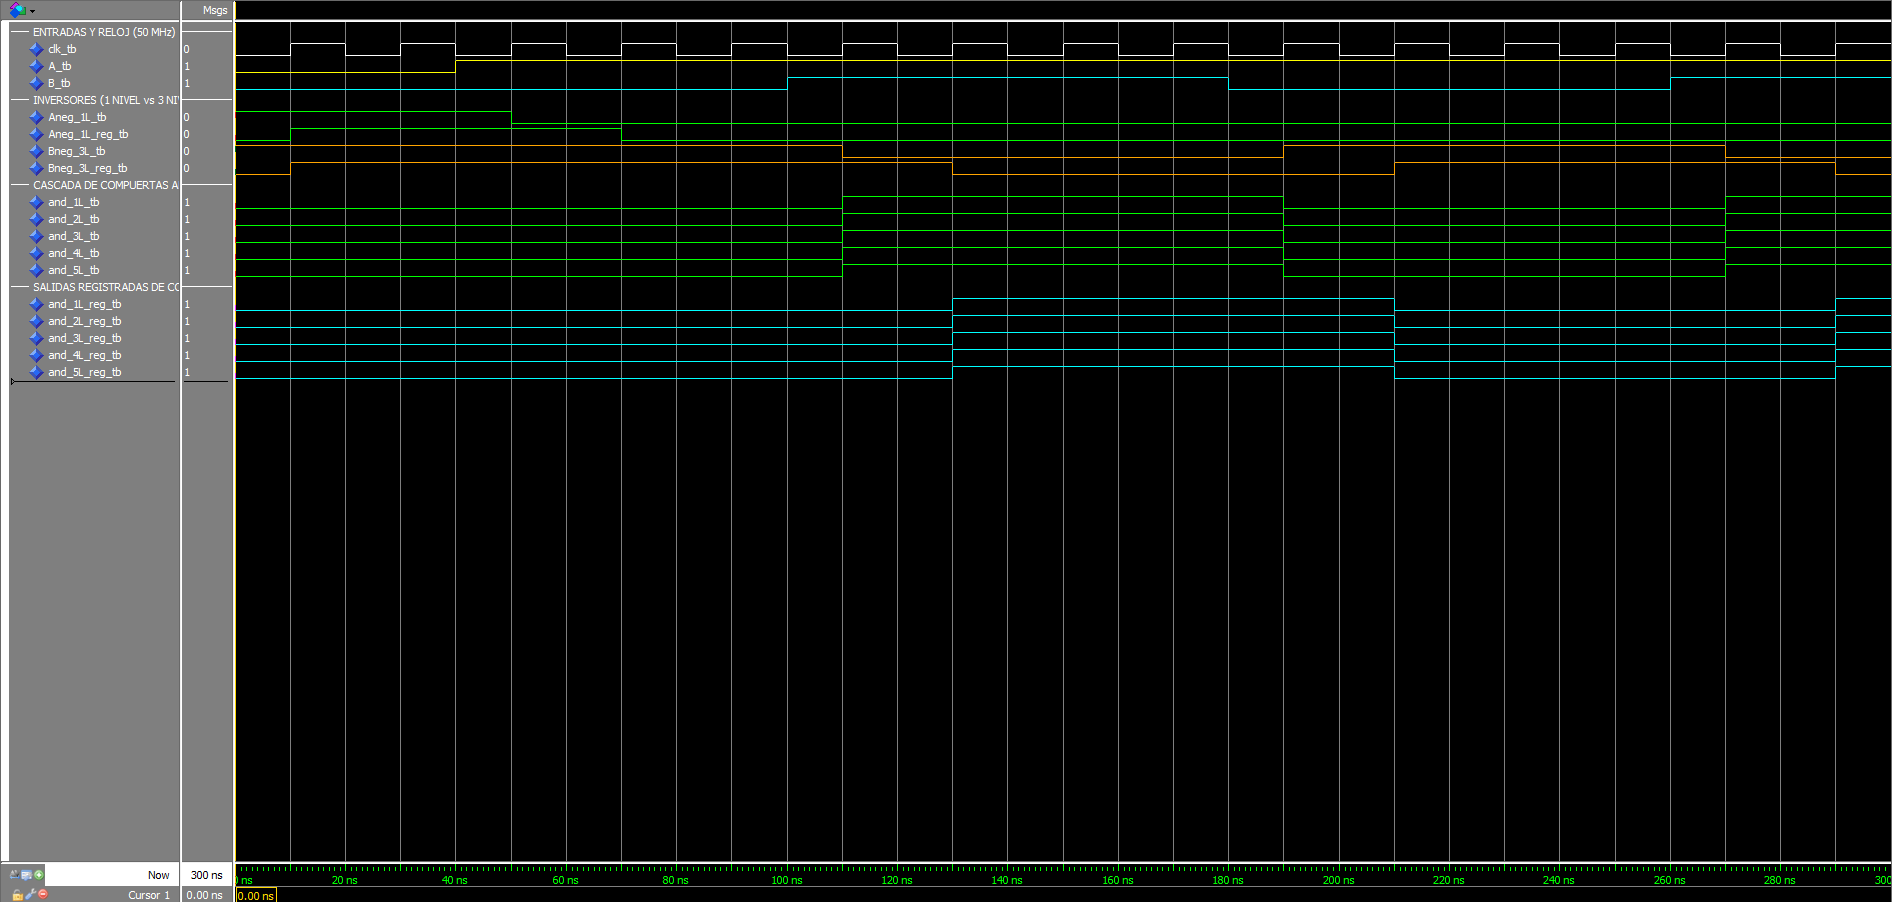 Msgs
ENTRADAS Y RELOJ (50 MHz)
clk_tb 0
A_tb 1
B_tb 1
INVERSORES (1 NIVEL vs 3 NI
Aneg_1L_tb 0
Aneg_1L_reg_tb 0
Bneg_3L_tb 0
Bneg_3L_reg_tb 0
CASCADA DE COMPUERTAS A
and_1L_tb 1
and_2L_tb 1
and_3L_tb 1
and_4L_tb 1
and_5L_tb 1
SALIDAS REGISTRADAS DE CO
and_1L_reg_tb 1
and_2L_reg_tb 1
and_3L_reg_tb 1
and_4L_reg_tb 1
and_5L_reg_tb 1
Now 300 ns ns 20 ns 40 ns 60 ns 80 ns 100 ns 120 ns 140 ns 160 ns 180 ns 200 ns 220 ns 240 ns 260 ns 280 ns 300
Cursor 1 0.00 ns 0.00 ns